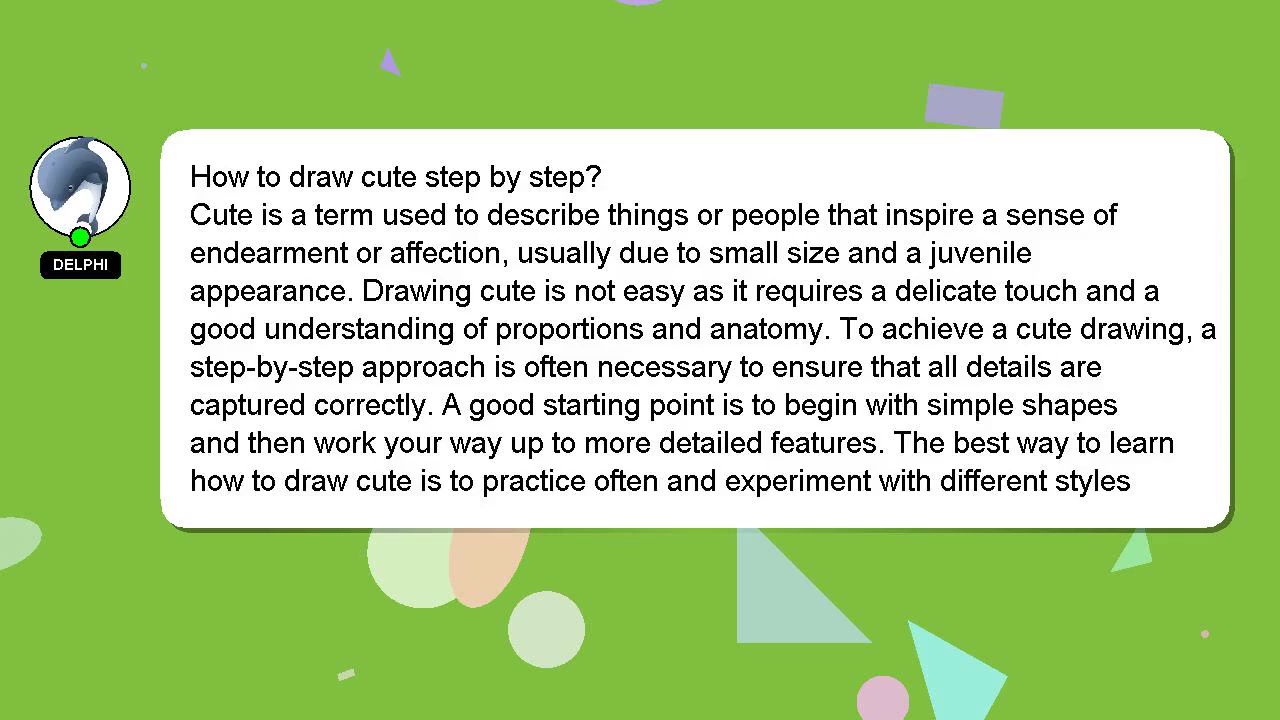 How to draw cute step by step?
Cute is a term used to describe things or people that inspire a sense of
endearment or affection, usually due to small size and a juvenile
appearance. Drawing cute is not easy as it requires a delicate touch and a
good understanding of proportions and anatomy. To achieve a cute drawing, a
step-by-step approach is often necessary to ensure that all details are
captured correctly. A good starting point is to begin with simple shapes
and then work your way up to more detailed features. The best way to learn
how to draw cute is to practice often and experiment with different styles
DELPHI